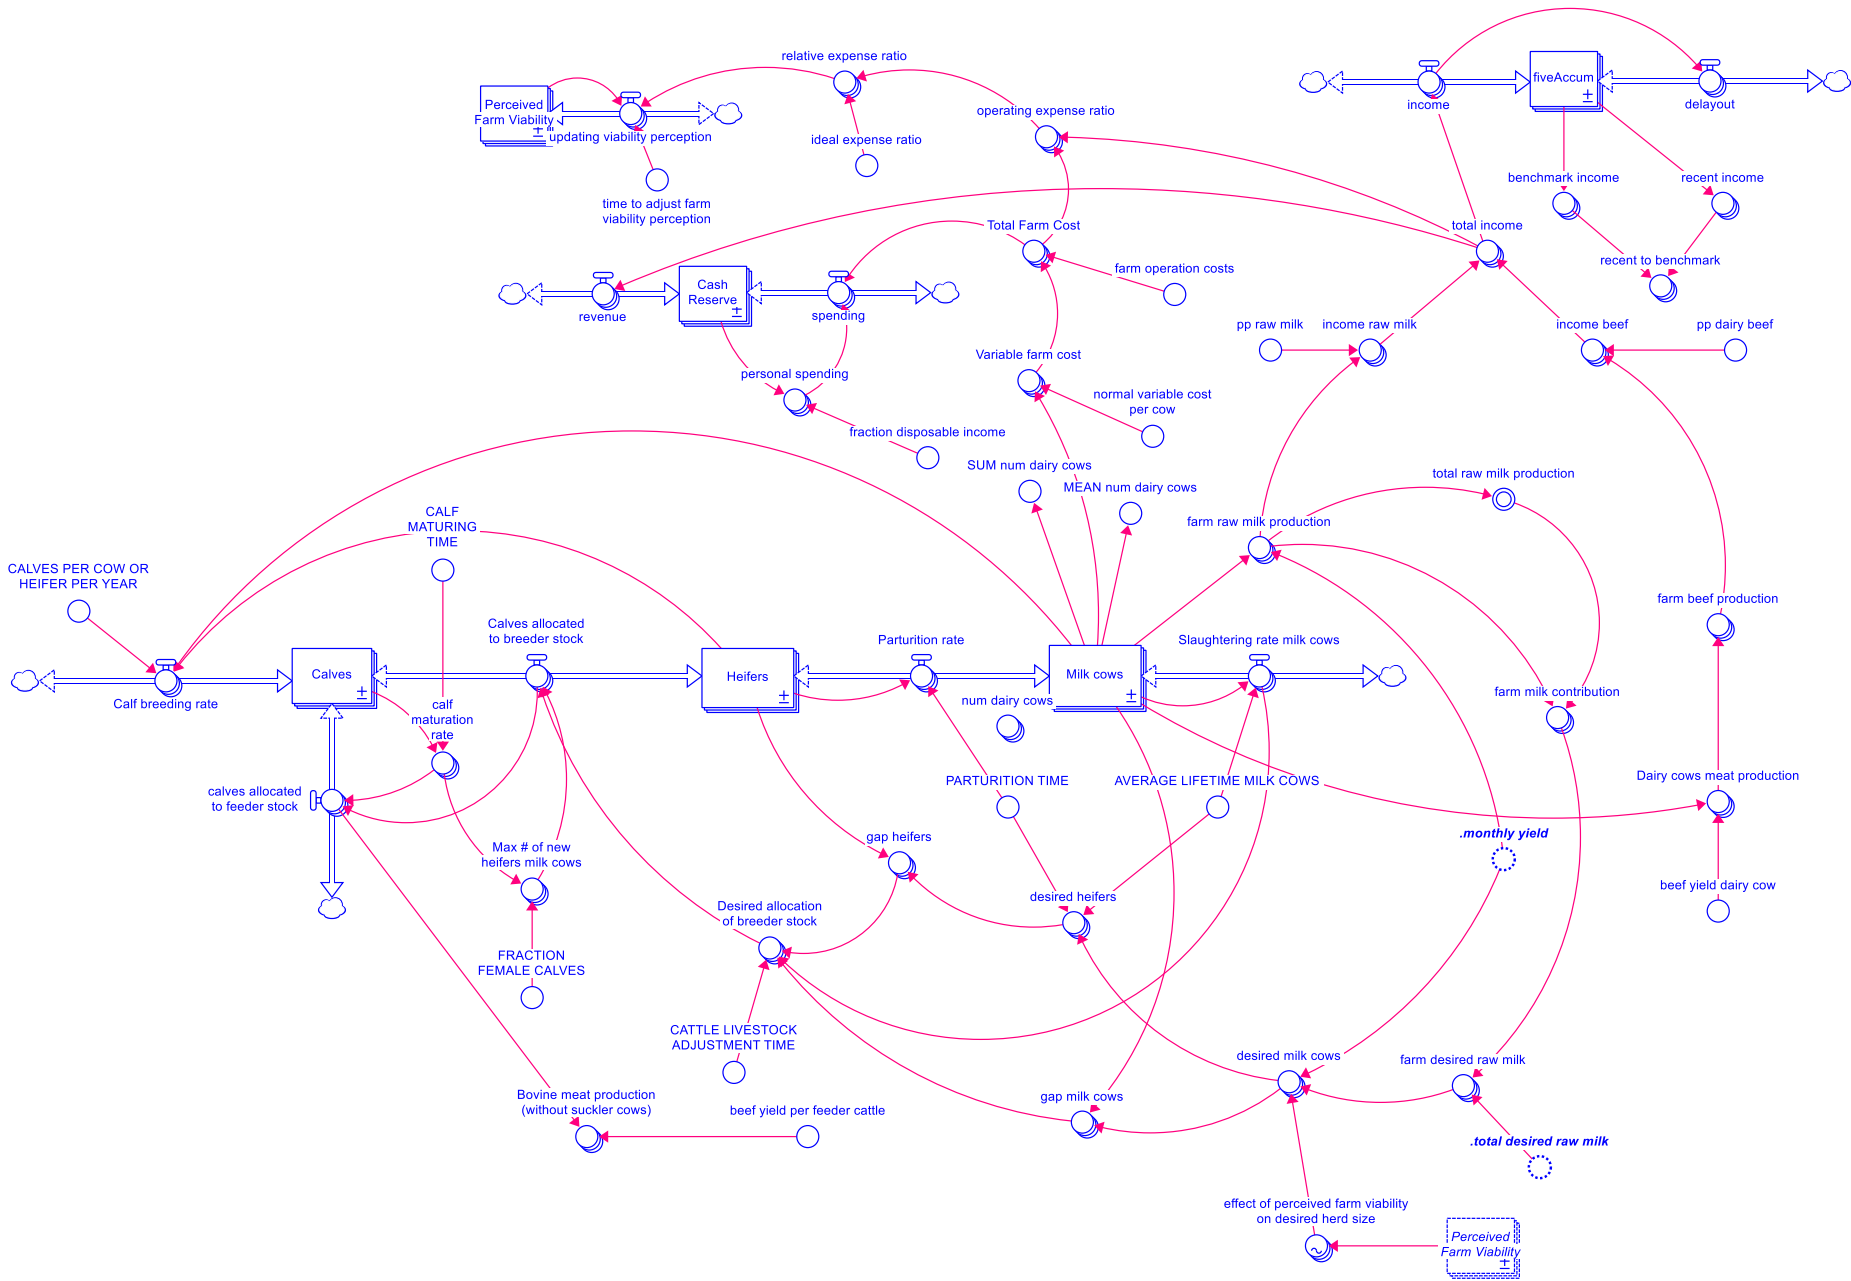 relative expense ratio
Perceived
Farm Viability
±
updating viability perception
ideal expense ratio
operating expense ratio
time to adjust farm
viability perception
income
fiveAccum
±
delayout
benchmark income
recent income
total income
recent to benchmark
Total Farm Cost
farm operation costs
Cash
Reserve
±
revenue
spending
pp raw milk
income raw milk
income beef
pp dairy beef
Variable farm cost
personal spending
normal variable cost
per cow
fraction disposable income
SUM num dairy cows
MEAN num dairy cows
total raw milk production
CALF
MATURING
TIME
farm raw milk production
CALVES PER COW OR
HEIFER PER YEAR
farm beef production
Calves allocated
to breeder stock
Parturition rate
Slaughtering rate milk cows
Calves
±
Heifers
±
Milk cows
±
Calf breeding rate
calf
maturation
rate
num dairy cows
farm milk contribution
calves allocated
to feeder stock
PARTURITION TIME
AVERAGE LIFETIME MILK COWS
Dairy cows meat production
.monthly yield
gap heifers
Max # of new
heifers milk cows
beef yield dairy cow
desired heifers
Desired allocation
of breeder stock
FRACTION
FEMALE CALVES
CATTLE LIVESTOCK
ADJUSTMENT TIME
desired milk cows
farm desired raw milk
gap milk cows
Bovine meat production
(without suckler cows)
beef yield per feeder cattle
.total desired raw milk
effect of perceived farm viability
on desired herd size
~
Perceived
Farm Viability
±